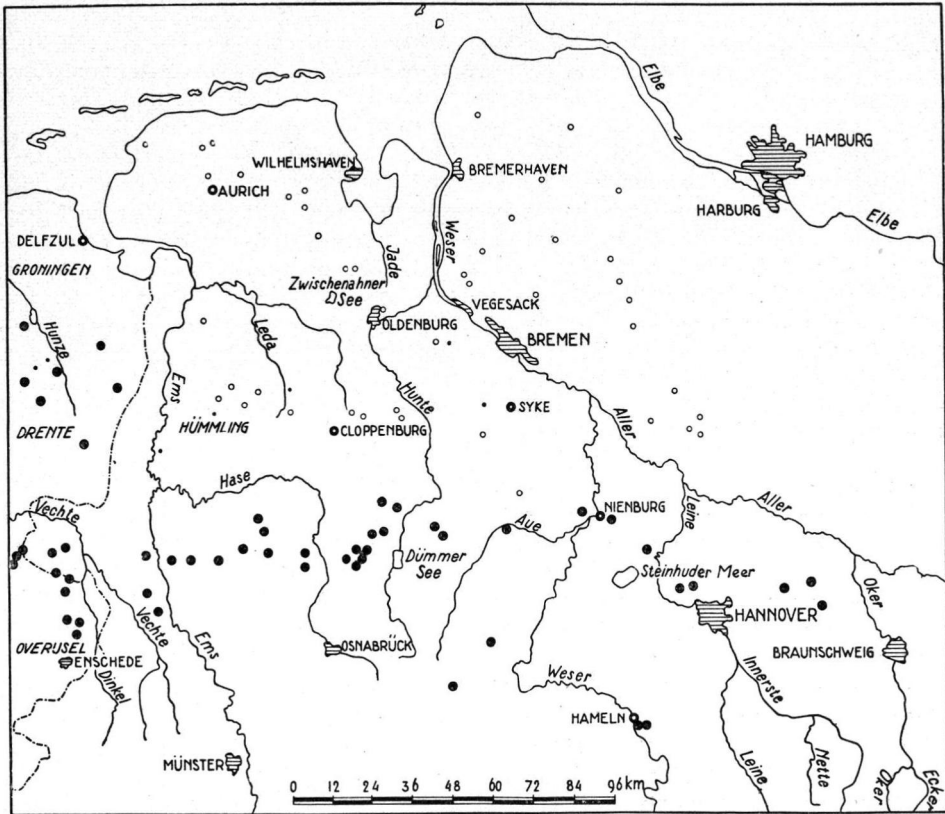 Elbe
HAMBURG
WILHELMSHAVEN
BREMERHAVEN
AURICH
HARBURG
Elbe
DELFZUL
GRONINGEN
Jade
Weser
Zwischenahner
See
VEGESACK
OLDENBURG
BREMEN
Hunze
Leda
Ems
Hunte
SYKE
Aller
HÜMMLING
CLOPPENBURG
DRENTE
Hase
Vechte
Aue
NIENBURG
Leine
Aller
Dümmer
See
Steinhuder Meer
Oker
HANNOVER
Vechte
Ems
OVERIJSEL
ENSCHEDE
Dinkel
OSNABRÜCK
BRAUNSCHWEIG
Weser
Innerste
HAMELN
MÜNSTER
Leine
Nette
Oker
Ecker
0 12 24 36 48 60 72 84 96 km